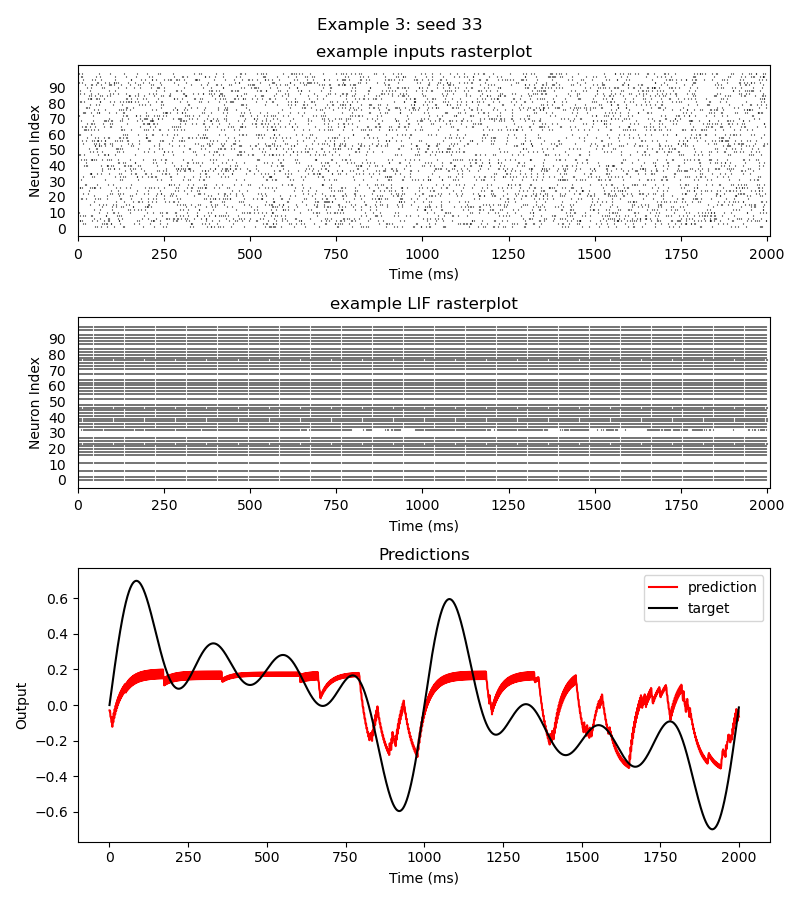 Example 3: seed 33
example inputs rasterplot
Neuron Index
90
80
70
60
50
40
30
20
10
0
0 250 500 750 1000 1250 1500 1750 2000
Time (ms)
example LIF rasterplot
Neuron Index
90
80
70
60
50
40
30
20
10
0
0 250 500 750 1000 1250 1500 1750 2000
Time (ms)
Predictions
Output
0.6
0.4
0.2
0.0
−0.2
−0.4
−0.6
prediction
target
0 250 500 750 1000 1250 1500 1750 2000
Time (ms)